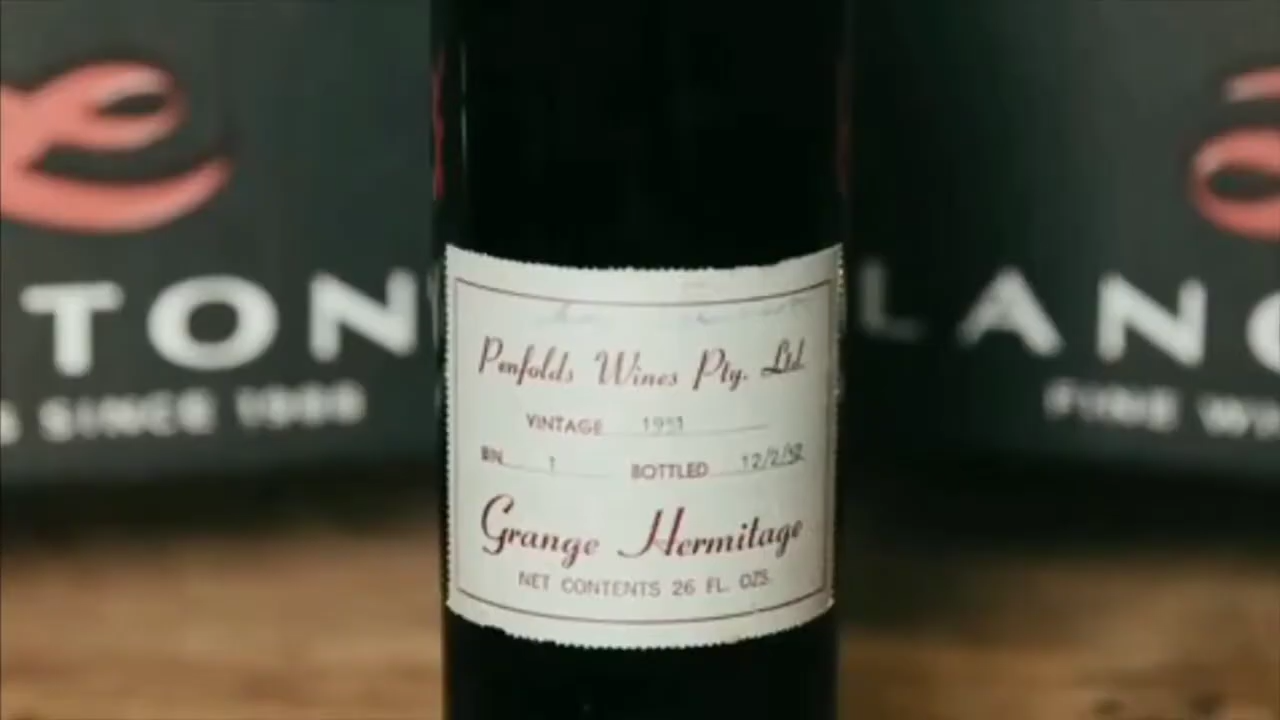 e
TON
SINCE
LANG
FINE
Penfolds Wines Pty. Ltd.
VINTAGE 1951
BIN 1 BOTTLED 12/2/52
Grange Hermitage
NET CONTENTS 26 FL. OZS.